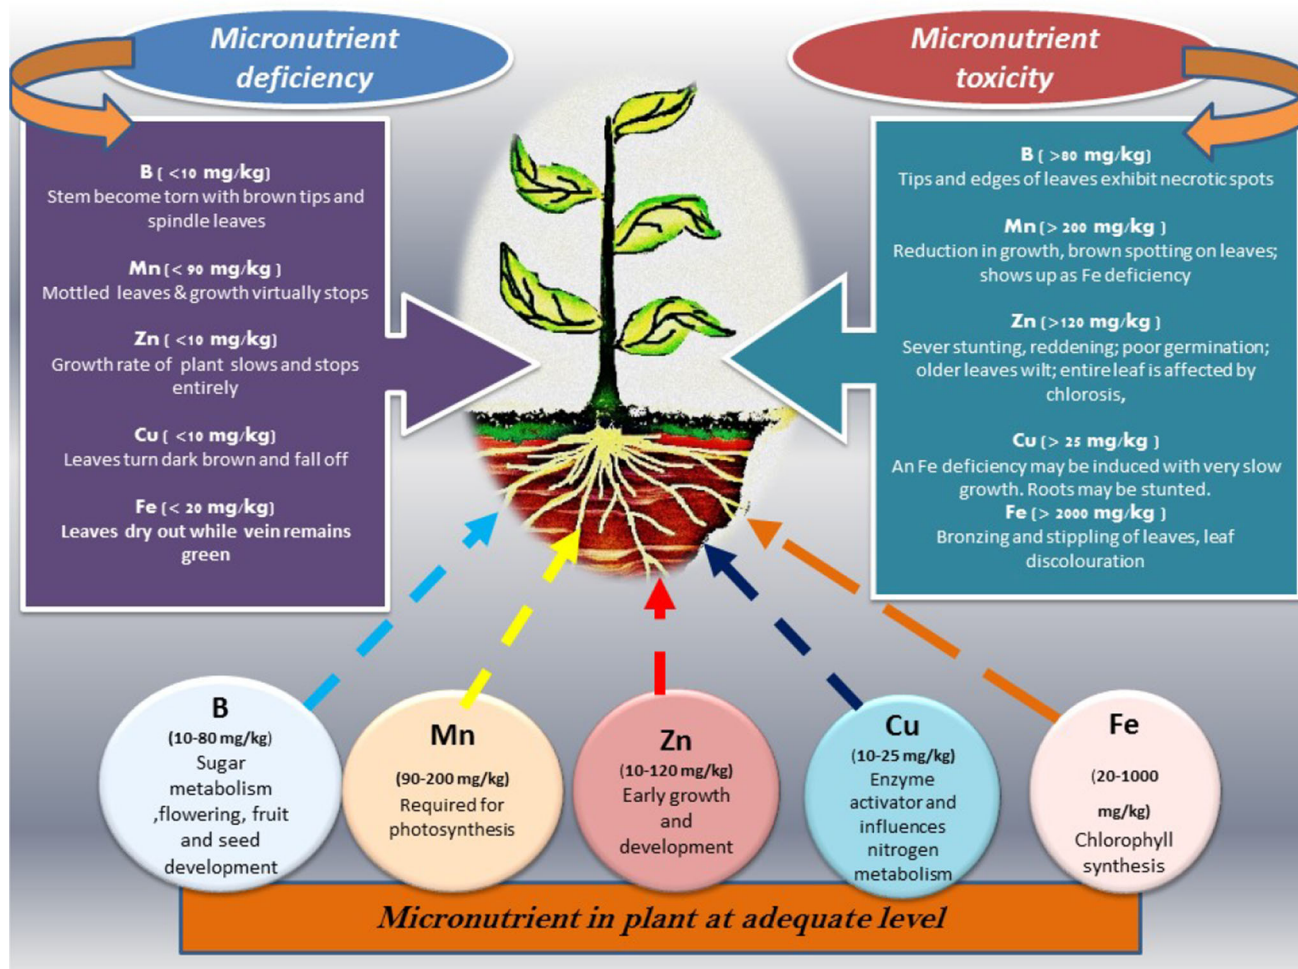 Micronutrient
deficiency
B ( <10 mg/kg)
Stem become torn with brown tips and
spindle leaves
Mn (< 90 mg/kg )
Mottled leaves & growth virtually stops
Zn ( <10 mg/kg)
Growth rate of plant slows and stops
entirely
Cu ( <10 mg/kg)
Leaves turn dark brown and fall off
Fe (< 20 mg/kg)
Leaves dry out while vein remains
green
Micronutrient
toxicity
B ( >80 mg/kg)
Tips and edges of leaves exhibit necrotic spots
Mn (> 200 mg/kg)
Reduction in growth, brown spotting on leaves;
shows up as Fe deficiency
Zn (>120 mg/kg )
Sever stunting, reddening; poor germination;
older leaves wilt; entire leaf is affected by
chlorosis,
Cu (> 25 mg/kg )
An Fe deficiency may be induced with very slow
growth. Roots may be stunted.
Fe (> 2000 mg/kg )
Bronzing and stippling of leaves, leaf
discolouration
B
(10-80 mg/kg)
Sugar
metabolism
,flowering, fruit
and seed
development
Mn
(90-200 mg/kg)
Required for
photosynthesis
Zn
(10-120 mg/kg)
Early growth
and
development
Cu
(10-25 mg/kg)
Enzyme
activator and
influences
nitrogen
metabolism
Fe
(20-1000
mg/kg)
Chlorophyll
synthesis
Micronutrient in plant at adequate level